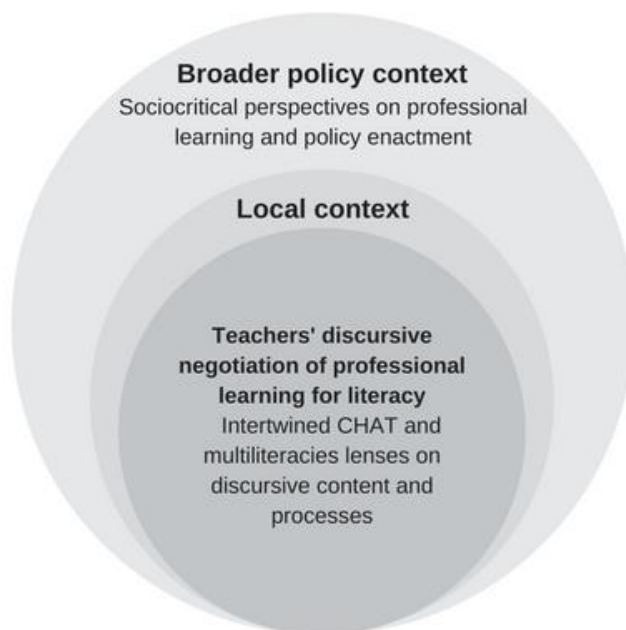 Broader policy context
Sociocritical perspectives on professional
learning and policy enactment
Local context
Teachers' discursive
negotiation of professional
learning for literacy
Intertwined CHAT and
multiliteracies lenses on
discursive content and
processes